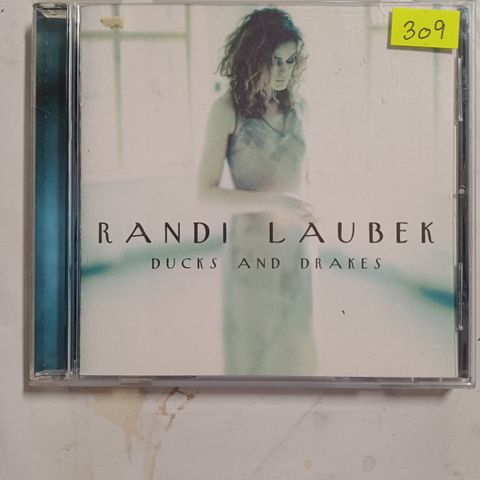 309
RANDI LAUBEK
DUCKS AND DRAKES